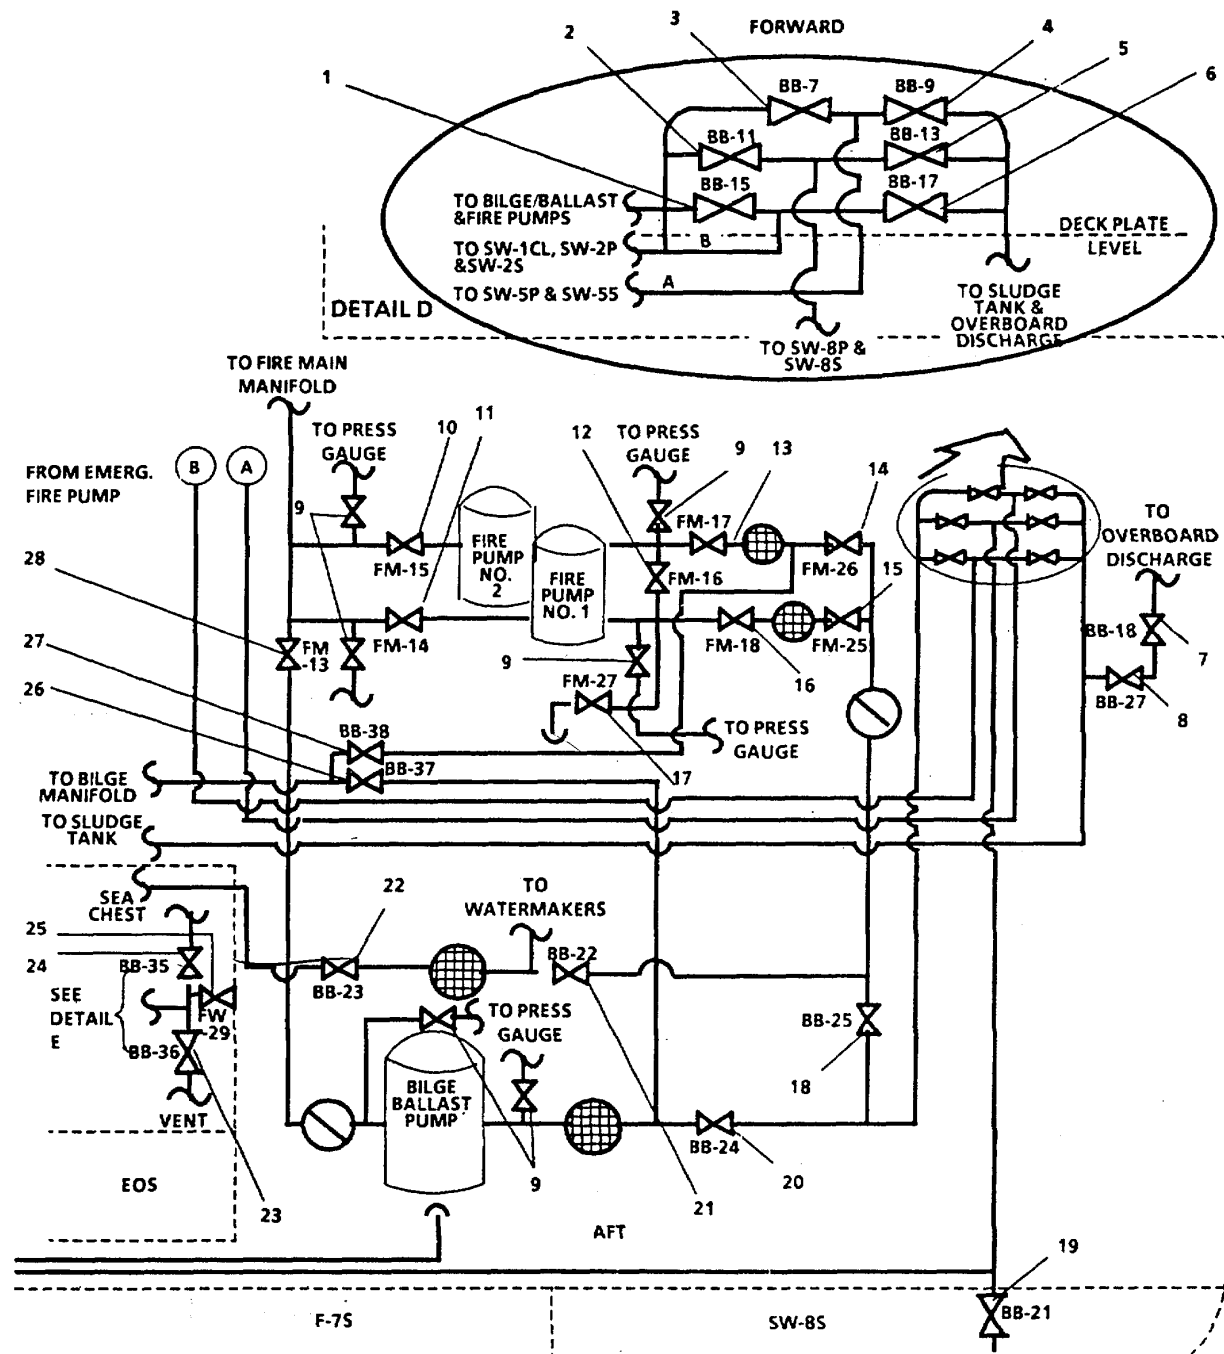 3
FORWARD
4
2
5
1
6
BB-7
BB-9
BB-11
BB-13
BB-15
BB-17
TO BILGE/BALLAST
&FIRE PUMPS
DECK PLATE
LEVEL
TO SW-1CL, SW-2P
&SW-2S
B
TO SW-5P & SW-55
A
DETAIL D
TO SLUDGE
TANK &
OVERBOARD
DISCHARGE
TO SW-8P &
SW-8S
TO FIRE MAIN
MANIFOLD
TO PRESS
GAUGE
10
11
12
TO PRESS
GAUGE
9
13
14
FROM EMERG.
FIRE PUMP
B
A
9
FM-17
TO
OVERBOARD
DISCHARGE
FIRE
PUMP
NO.
2
FM-15
FM-16
FM-26
28
FIRE
PUMP
NO. 1
15
FM-14
FM-18
FM-25
BB-18
27
FM
-13
9
16
7
26
FM-27
BB-27
8
BB-38
BB-37
TO PRESS
GAUGE
17
TO BILGE
MANIFOLD
TO SLUDGE
TANK
SEA
CHEST
22
TO
WATERMAKERS
25
24
BB-35
BB-23
BB-22
SEE
DETAIL
E
FW
-29
BB-36
TO PRESS
GAUGE
BB-25
18
VENT
BILGE
BALLAST
PUMP
BB-24
EOS
23
9
21
20
AFT
19
F-7S
SW-8S
BB-21